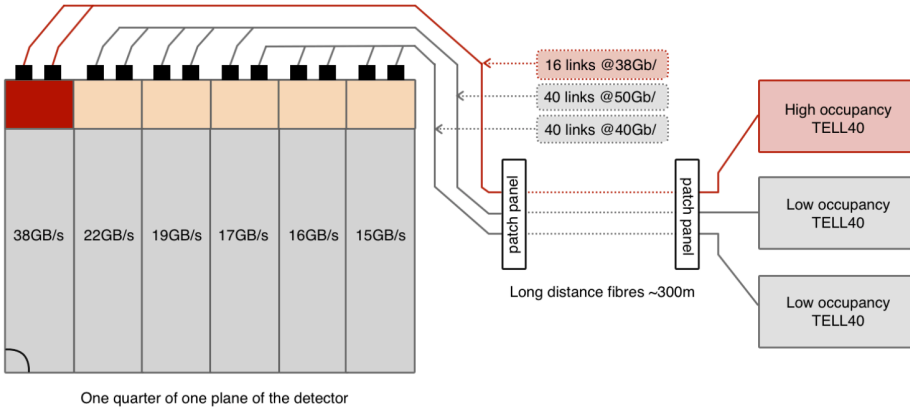 16 links @38Gb/
40 links @50Gb/
40 links @40Gb/
High occupancy
TELL40
patch panel
patch panel
Low occupancy
TELL40
38GB/s
22GB/s
19GB/s
17GB/s
16GB/s
15GB/s
Long distance fibres ~300m
Low occupancy
TELL40
One quarter of one plane of the detector